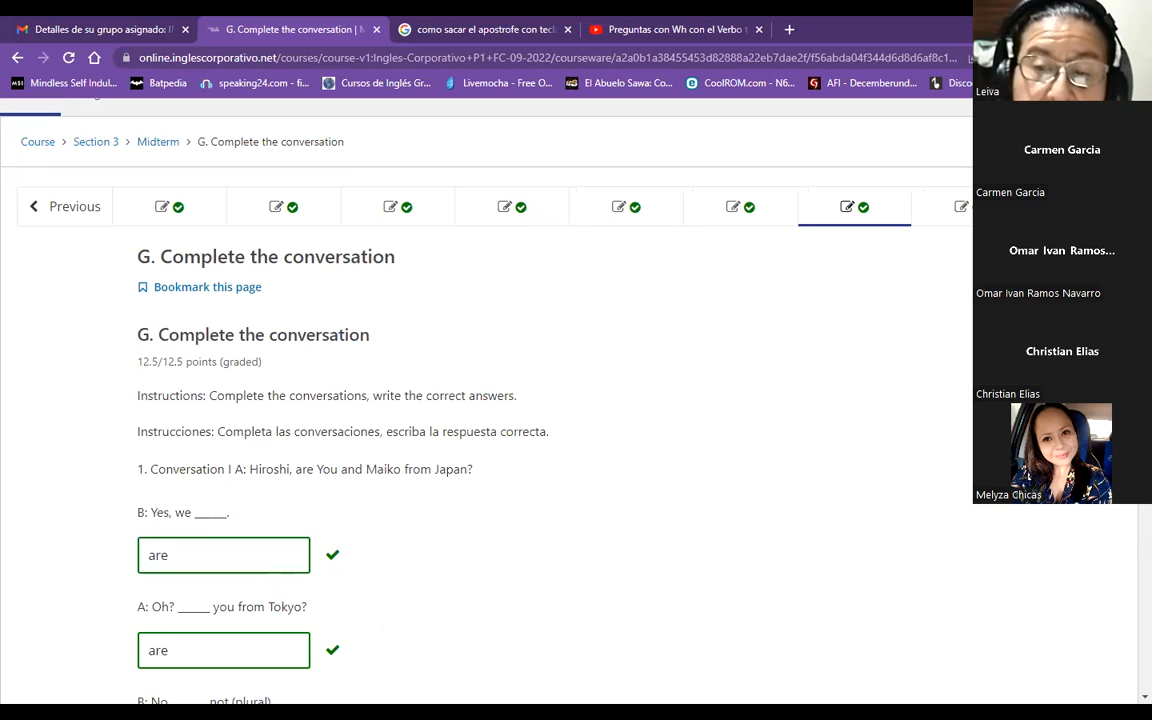 Detalles de su grupo asignado: I
G. Complete the conversation | M
como sacar el apostrofe con tecl
Preguntas con Wh con el Verbo t
online.inglescorporativo.net/courses/course-v1:Ingles-Corporativo+P1+FC-09-2022/courseware/a2a0b1a38455453d82888a22eb7dae2f/f56abda04f344d6d8d6af8c1...
Mindless Self Indul...
Batpedia
speaking24.com - fi...
Cursos de Inglés Gr...
Livemocha - Free O...
El Abuelo Sawa: Co...
CoolROM.com - N6...
AFI - Decemberund...
Disco
Leiva
Course > Section 3 > Midterm > G. Complete the conversation
Previous
G. Complete the conversation
Bookmark this page
G. Complete the conversation
12.5/12.5 points (graded)
Instructions: Complete the conversations, write the correct answers.
Instrucciones: Completa las conversaciones, escriba la respuesta correcta.
1. Conversation I A: Hiroshi, are You and Maiko from Japan?
B: Yes, we ______.
are
A: Oh? _____ you from Tokyo?
are
B: No _____ not (plural)
Carmen Garcia
Carmen Garcia
Omar Ivan Ramos...
Omar Ivan Ramos Navarro
Christian Elias
Christian Elias
Melyza Chicas